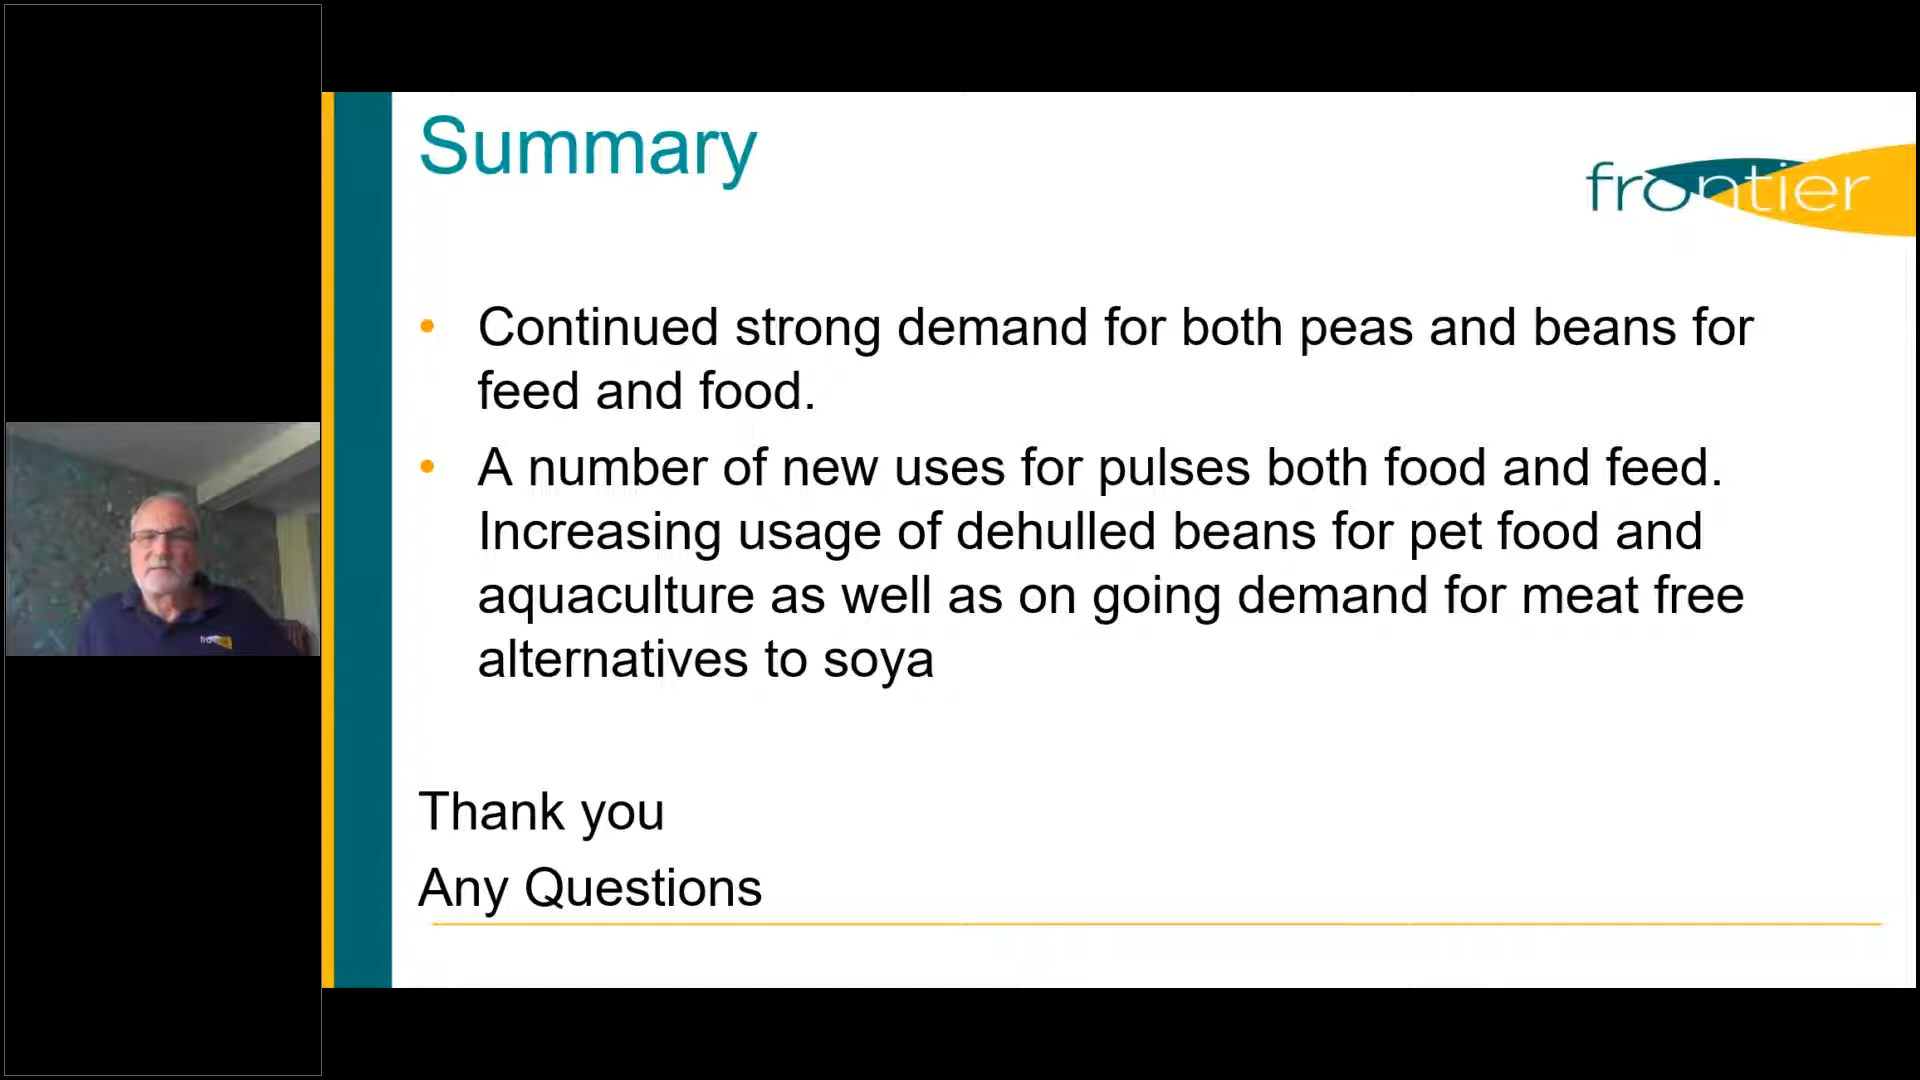 Summary
frontier
• Continued strong demand for both peas and beans for
feed and food.
• A number of new uses for pulses both food and feed.
Increasing usage of dehulled beans for pet food and
aquaculture as well as on going demand for meat free
alternatives to soya
Thank you
Any Questions